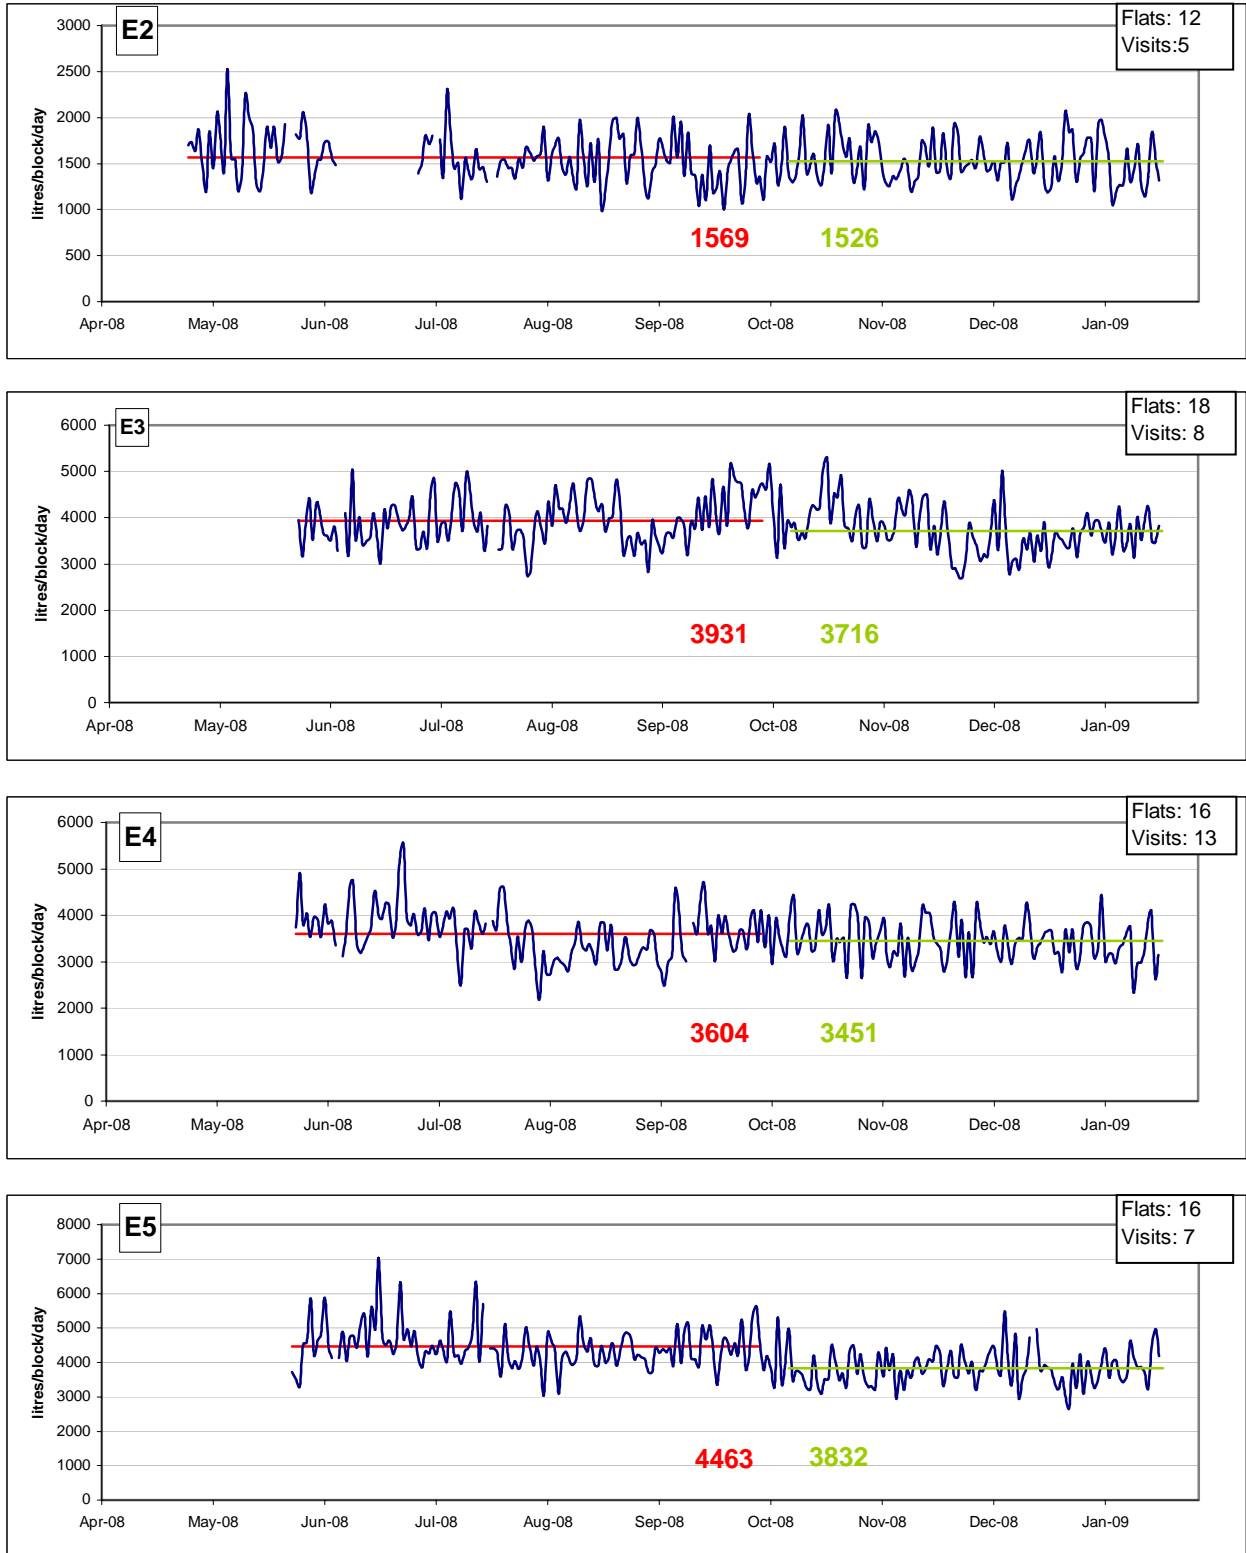 E2
Flats: 12
Visits:5
litres/block/day
3000
2500
2000
1500
1000
500
0
1569 1526
Apr-08 May-08 Jun-08 Jul-08 Aug-08 Sep-08 Oct-08 Nov-08 Dec-08 Jan-09
E3
Flats: 18
Visits: 8
litres/block/day
6000
5000
4000
3000
2000
1000
0
3931 3716
Apr-08 May-08 Jun-08 Jul-08 Aug-08 Sep-08 Oct-08 Nov-08 Dec-08 Jan-09
E4
Flats: 16
Visits: 13
litres/block/day
6000
5000
4000
3000
2000
1000
0
3604 3451
Apr-08 May-08 Jun-08 Jul-08 Aug-08 Sep-08 Oct-08 Nov-08 Dec-08 Jan-09
E5
Flats: 16
Visits: 7
litres/block/day
8000
7000
6000
5000
4000
3000
2000
1000
0
4463 3832
Apr-08 May-08 Jun-08 Jul-08 Aug-08 Sep-08 Oct-08 Nov-08 Dec-08 Jan-09